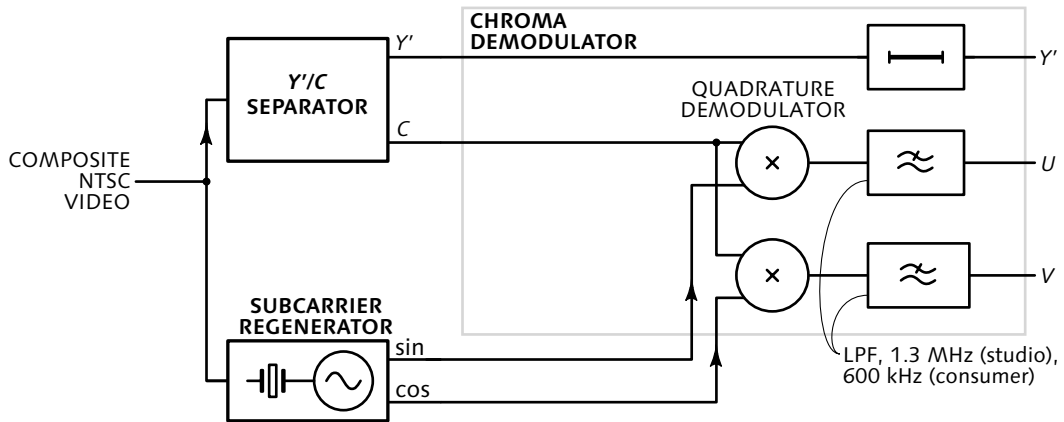 CHROMA
DEMODULATOR
Y'
Y'/C
SEPARATOR
C
QUADRATURE
DEMODULATOR
×
×
Y'
U
V
COMPOSITE
NTSC
VIDEO
SUBCARRIER
REGENERATOR
sin
cos
LPF, 1.3 MHz (studio),
600 kHz (consumer)